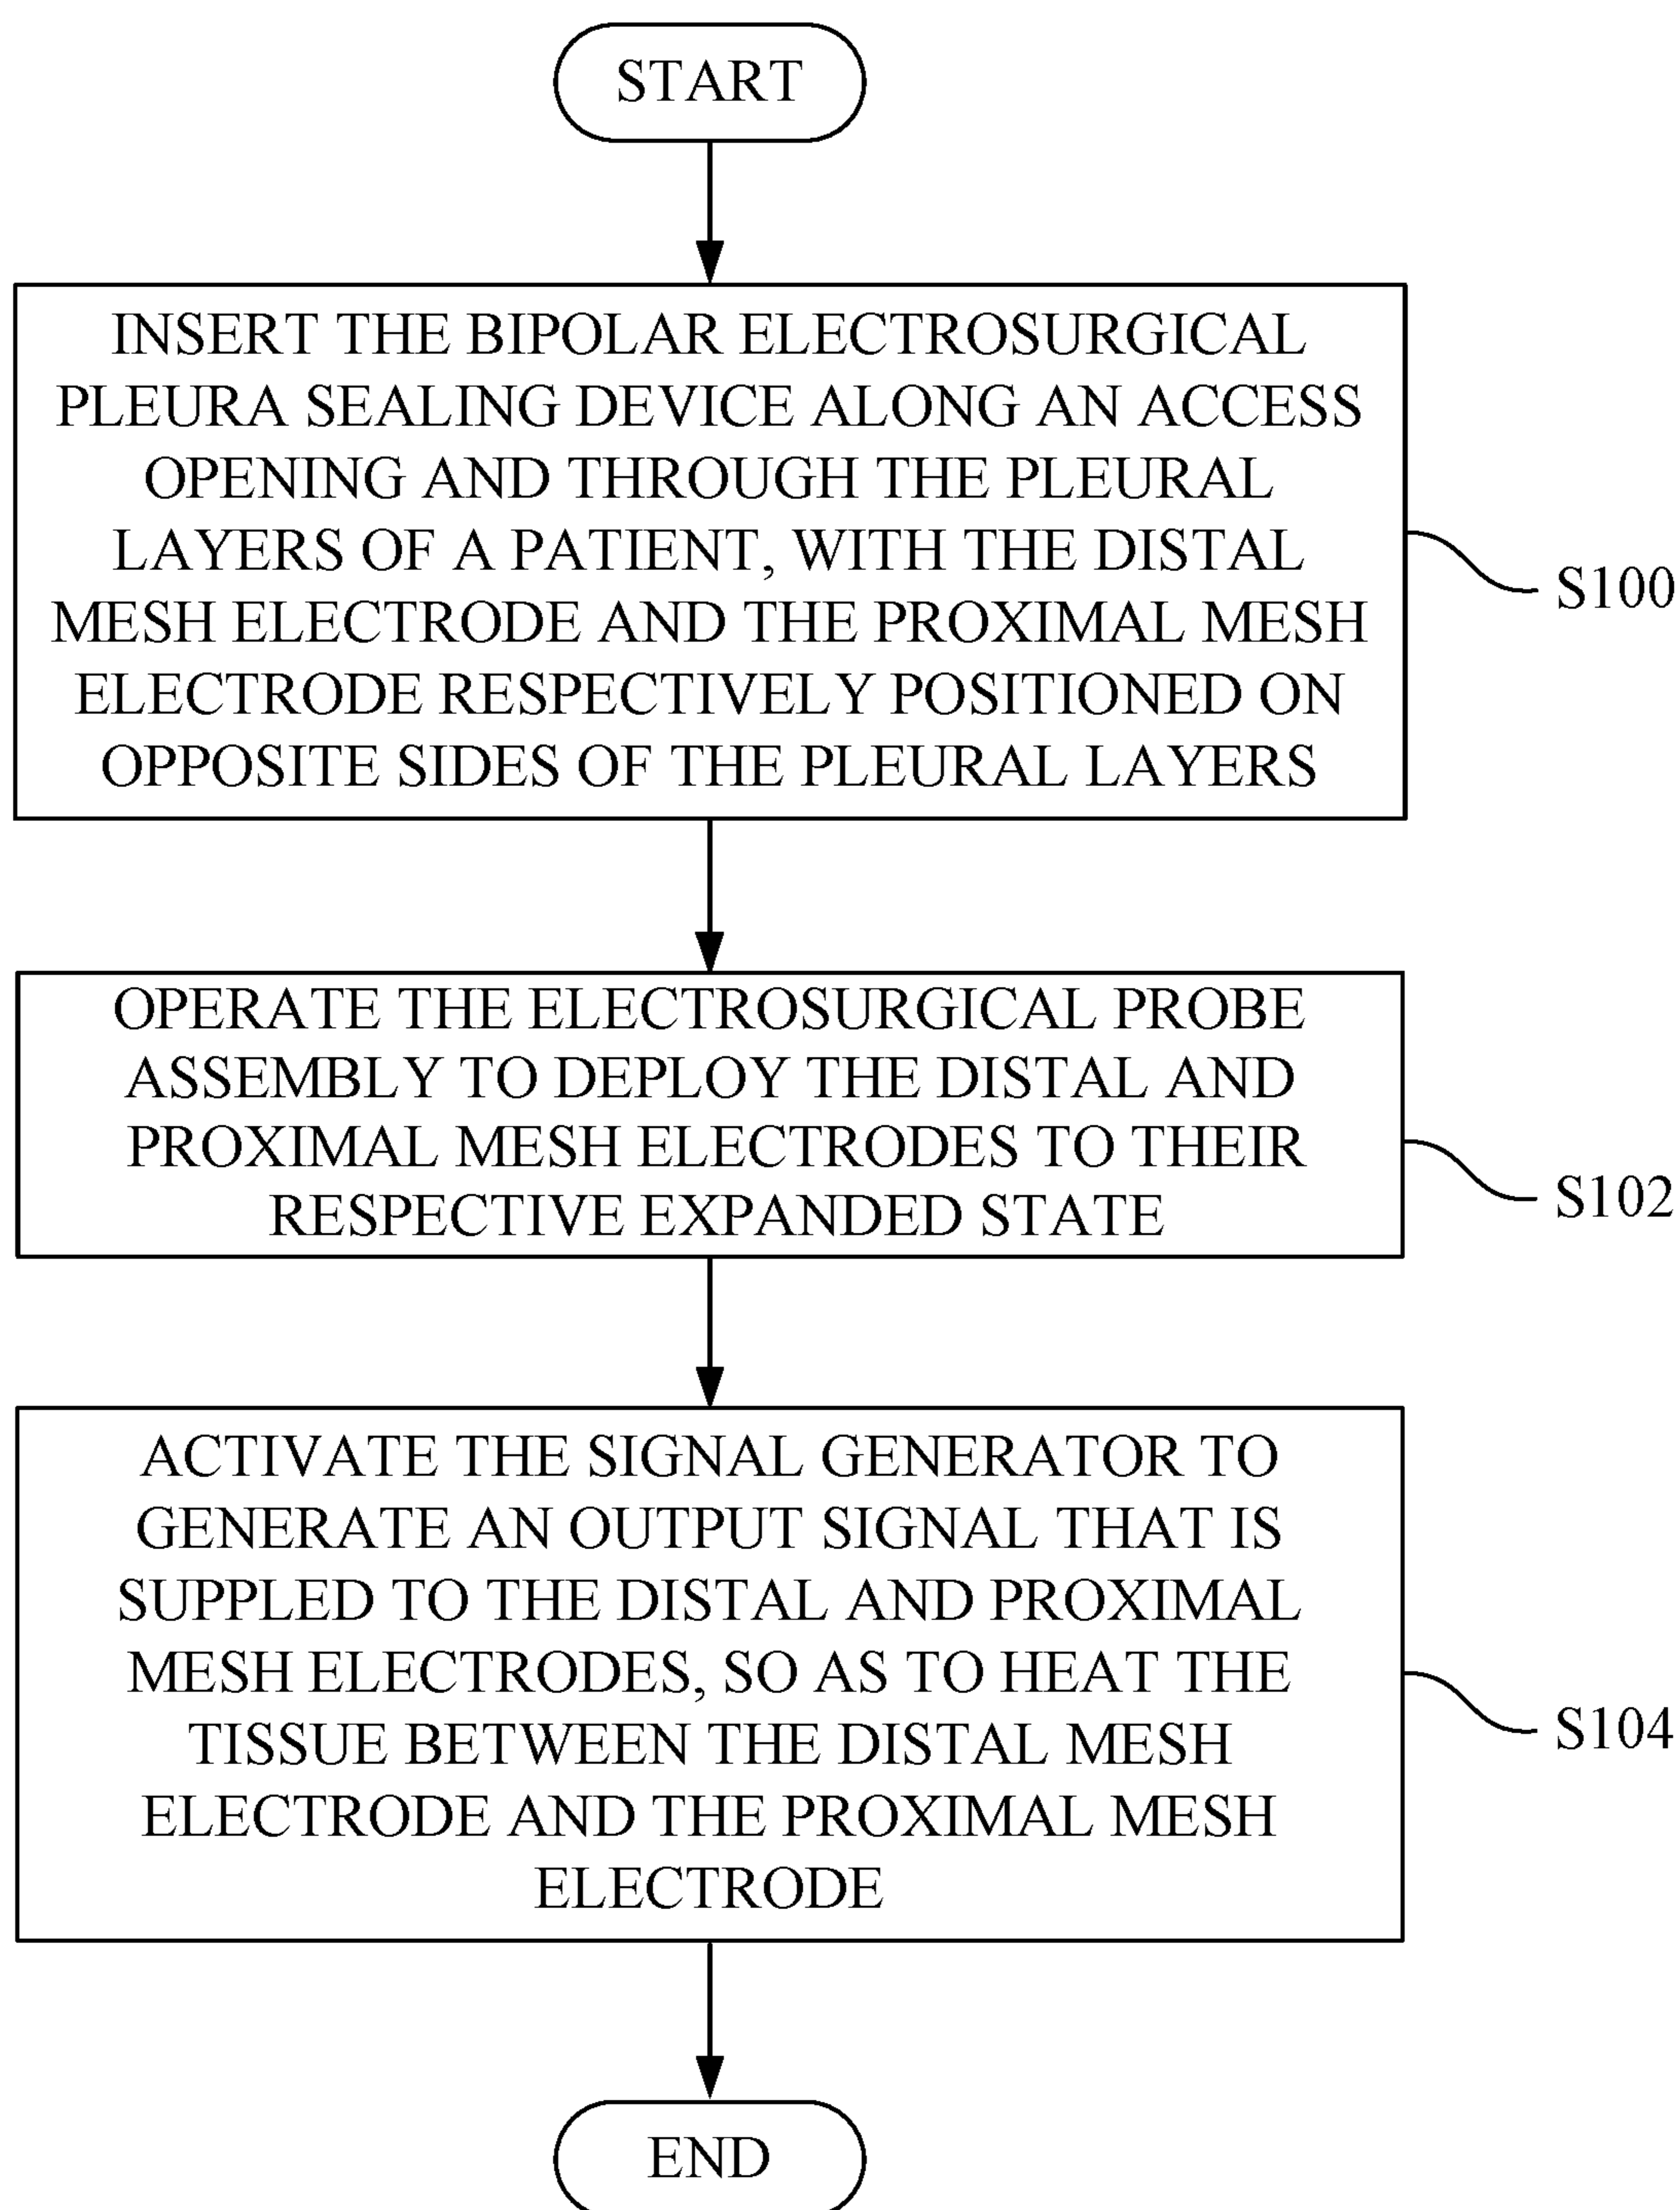 START
INSERT THE BIPOLAR ELECTROSURGICAL
PLEURA SEALING DEVICE ALONG AN ACCESS
OPENING AND THROUGH THE PLEURAL
LAYERS OF A PATIENT, WITH THE DISTAL
MESH ELECTRODE AND THE PROXIMAL MESH
ELECTRODE RESPECTIVELY POSITIONED ON
OPPOSITE SIDES OF THE PLEURAL LAYERS
S100
OPERATE THE ELECTROSURGICAL PROBE
ASSEMBLY TO DEPLOY THE DISTAL AND
PROXIMAL MESH ELECTRODES TO THEIR
RESPECTIVE EXPANDED STATE
S102
ACTIVATE THE SIGNAL GENERATOR TO
GENERATE AN OUTPUT SIGNAL THAT IS
SUPPLED TO THE DISTAL AND PROXIMAL
MESH ELECTRODES, SO AS TO HEAT THE
TISSUE BETWEEN THE DISTAL MESH
ELECTRODE AND THE PROXIMAL MESH
ELECTRODE
S104
END